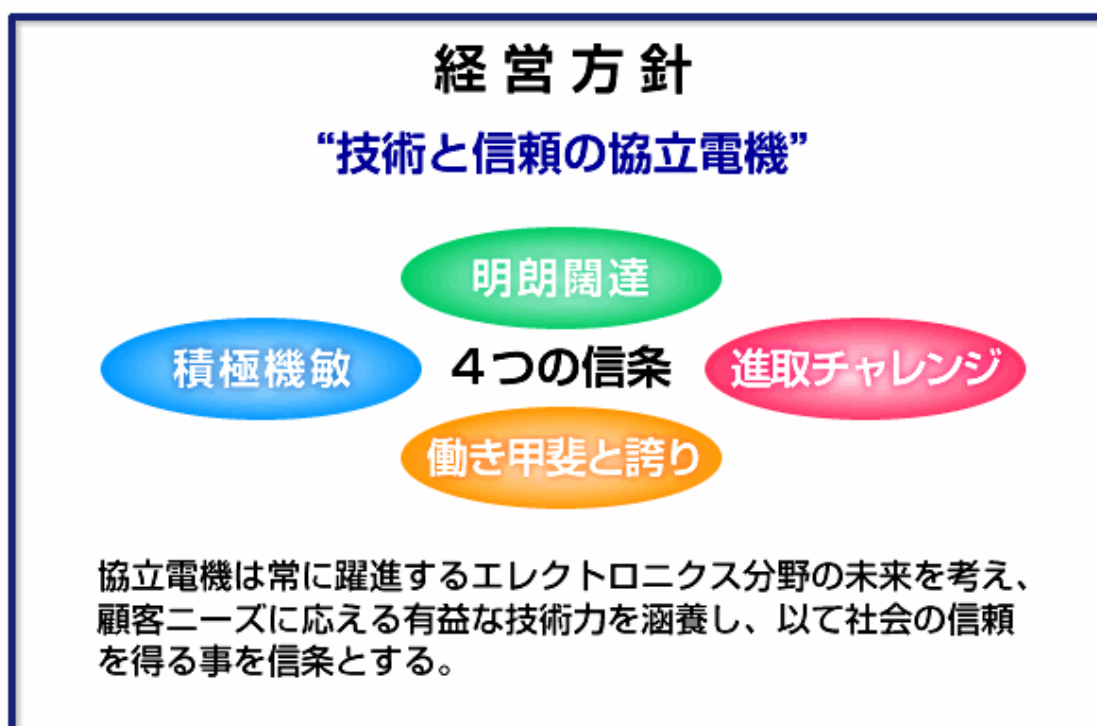 経営方針
“技術と信頼の協立電機”
明朗闊達
積極機敏
4つの信条
進取チャレンジ
働き甲斐と誇り
協立電機は常に躍進するエレクトロニクス分野の未来を考え、
顧客ニーズに応える有益な技術力を涵養し、以て社会の信頼
を得る事を信条とする。